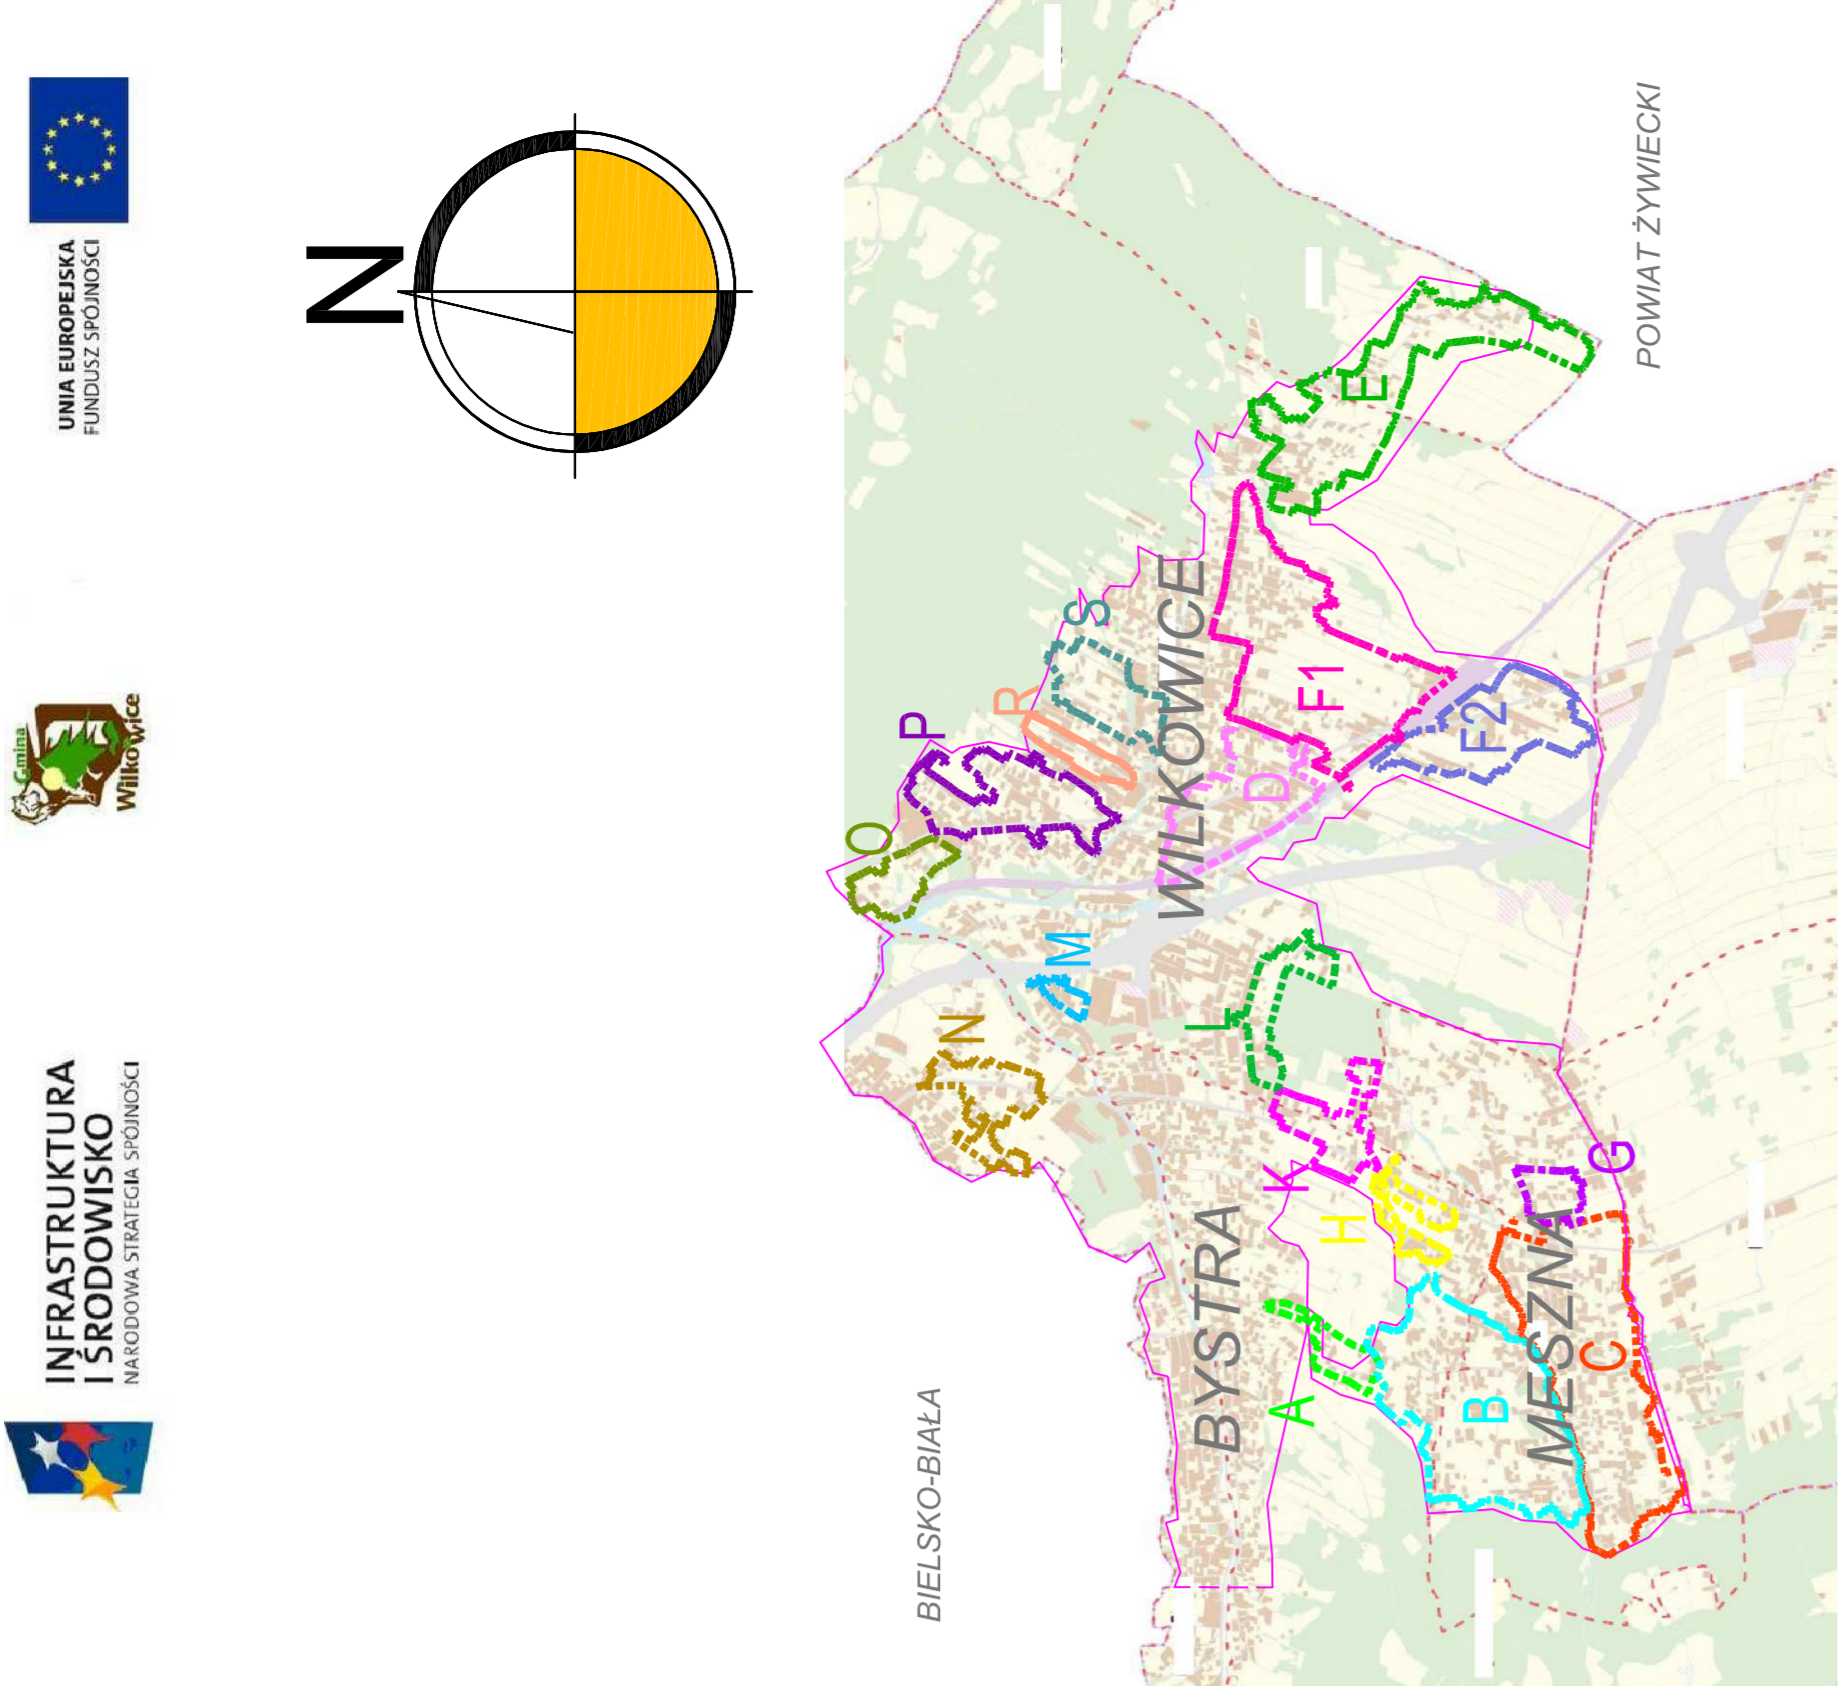 INFRASTRUKTURA
I ŚRODOWISKO
NARODOWA STRATEGIA SPÓJNOŚCI
Gmina
Wilkowice
UNIA EUROPEJSKA
FUNDUSZ SPÓJNOŚCI
N
BIELSKO-BIAŁA
POWIAT ŻYWIECKI
WILKOWICE
BYSTRA
MESZNA
O
P
R
S
N
M
L
K
H
A
B
C
G
D
E
F1
F2